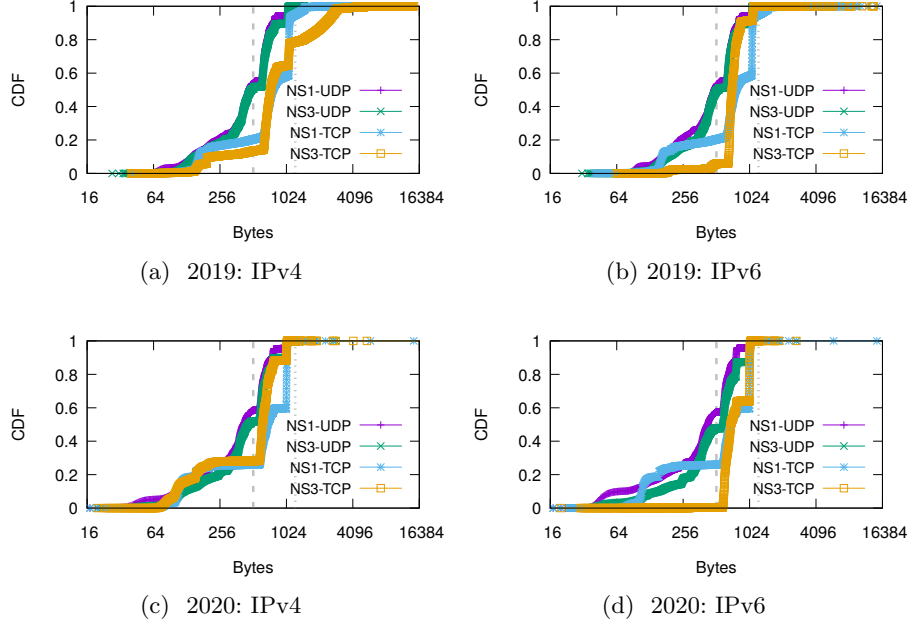 1
0.8
0.6
0.4
0.2
0
CDF
NS1-UDP
NS3-UDP
NS1-TCP
NS3-TCP
16 64 256 1024 4096 16384
Bytes
(a) 2019: IPv4
1
0.8
0.6
0.4
0.2
0
CDF
NS1-UDP
NS3-UDP
NS1-TCP
NS3-TCP
16 64 256 1024 4096 16384
Bytes
(b) 2019: IPv6
1
0.8
0.6
0.4
0.2
0
CDF
NS1-UDP
NS3-UDP
NS1-TCP
NS3-TCP
16 64 256 1024 4096 16384
Bytes
(c) 2020: IPv4
1
0.8
0.6
0.4
0.2
0
CDF
NS1-UDP
NS3-UDP
NS1-TCP
NS3-TCP
16 64 256 1024 4096 16384
Bytes
(d) 2020: IPv6